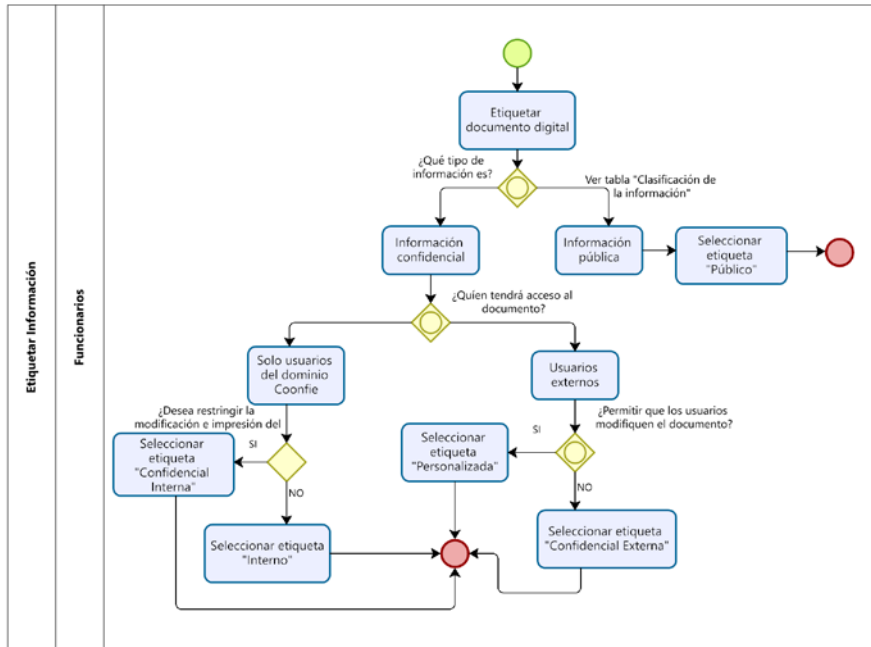 Etiquetar Información
Funcionarios
Etiquetar
documento digital
¿Qué tipo de
información es?
Ver tabla "Clasificación de
la información"
Información
confidencial
Información
pública
Seleccionar
etiqueta
"Público"
¿Quien tendrá acceso al
documento?
Solo usuarios
del dominio
Coonfie
Usuarios
externos
¿Desea restringir la
modificación e impresión del
SI
Seleccionar
etiqueta
"Confidencial
Interna"
NO
Seleccionar etiqueta
"Interno"
¿Permitir que los usuarios
modifiquen el documento?
SI
Seleccionar
etiqueta
"Personalizada"
NO
Seleccionar etiqueta
"Confidencial Externa"